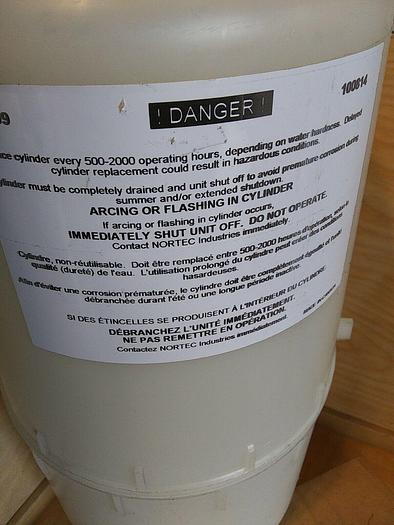 09
! DANGER !
100814
ce cylinder every 500-2000 operating hours, depending on water hardness. Delayed
cylinder replacement could result in hazardous conditions.
ylinder must be completely drained and unit shut off to avoid premature corrosion during
summer and/or extended shutdown.
ARCING OR FLASHING IN CYLINDER
If arcing or flashing in cylinder occurs,
IMMEDIATELY SHUT UNIT OFF. DO NOT OPERATE.
Contact NORTEC Industries immediately.
Cylindre, non-réutilisable. Doit être remplacé entre 500-2000 heures d'opération, selon la
qualité (dureté) de l'eau. L'utilisation prolongé du cylindre peut créer des conditions
hasardeuses.
Afin d'éviter une corrosion prématurée, le cylindre doit être complètement égoutté et l'unité
débranchée durant l'été ou une longue période inactive.
SI DES ÉTINCELLES SE PRODUISENT À L'INTÉRIEUR DU CYLINDRE,
DÉBRANCHEZ L'UNITÉ IMMÉDIATEMENT.
NE PAS REMETTRE EN OPÉRATION.
Contactez NORTEC Industries immédiatement.